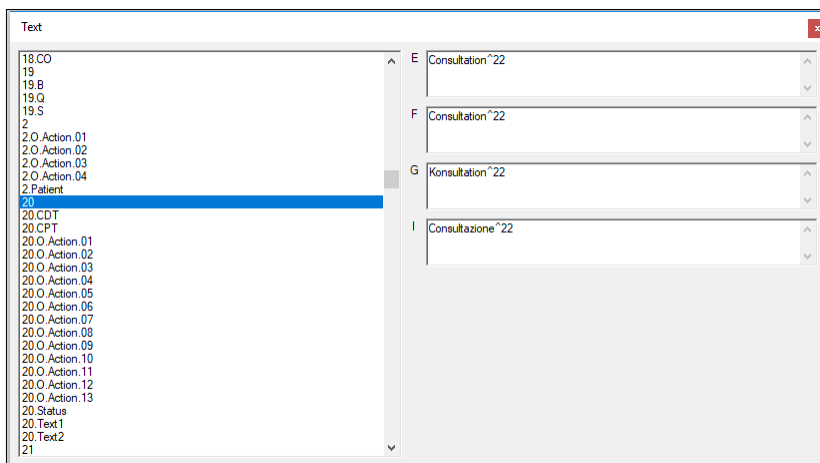 Text
x
18.CO
19
19.B
19.Q
19.S
2
2.O.Action.01
2.O.Action.02
2.O.Action.03
2.O.Action.04
2.Patient
20
20.CDT
20.CPT
20.O.Action.01
20.O.Action.02
20.O.Action.03
20.O.Action.04
20.O.Action.05
20.O.Action.06
20.O.Action.07
20.O.Action.08
20.O.Action.09
20.O.Action.10
20.O.Action.11
20.O.Action.12
20.O.Action.13
20.Status
20.Text1
20.Text2
21
E Consultation^22
F Consultation^22
G Konsultation^22
I Consultazione^22